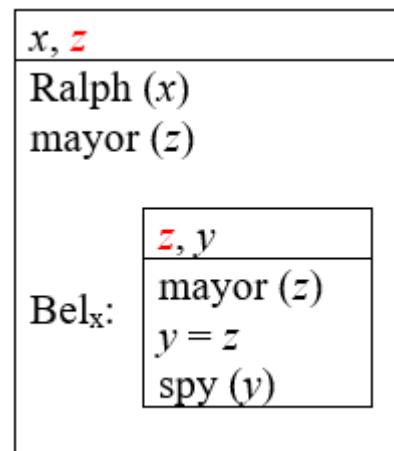 x, z
Ralph (x)
mayor (z)
z, y
mayor (z)
Belx:
y = z
spy (y)